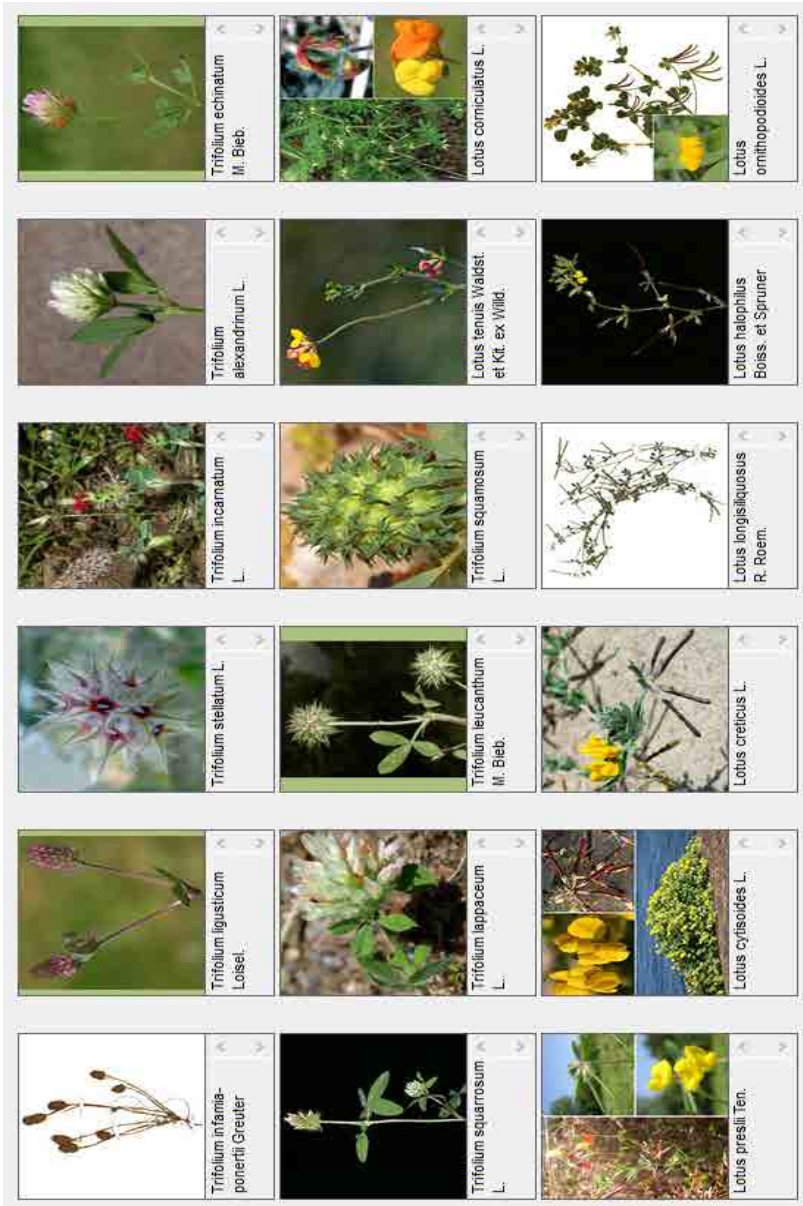 Trifolium infamia-
ponertii Greuter
Trifolium ligusticum
Loisel.
Trifolium stellatum L.
Trifolium incarnatum
L.
Trifolium
alexandrinum L.
Trifolium echinatum
M. Bieb.
Trifolium squarrosum
L.
Trifolium lappaceum
L.
Trifolium leucanthum
M. Bieb.
Trifolium squamosum
L.
Lotus tenuis Waldst.
et Kit. ex Willd.
Lotus corniculatus L.
Lotus preslii Ten.
Lotus cytisoides L.
Lotus creticus L.
Lotus longisiliquosus
R. Roem.
Lotus halophilus
Boiss. et Spruner
Lotus
ornithopodioides L.